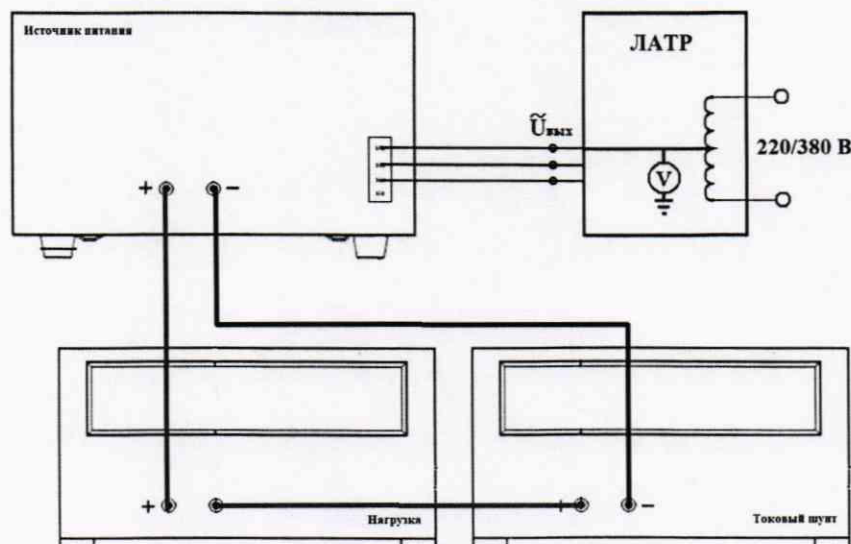 Источник питания
ЛАТР
Ũвых
220/380 В
V
+ −
+
Нагрузка
+ −
Токовый шунт